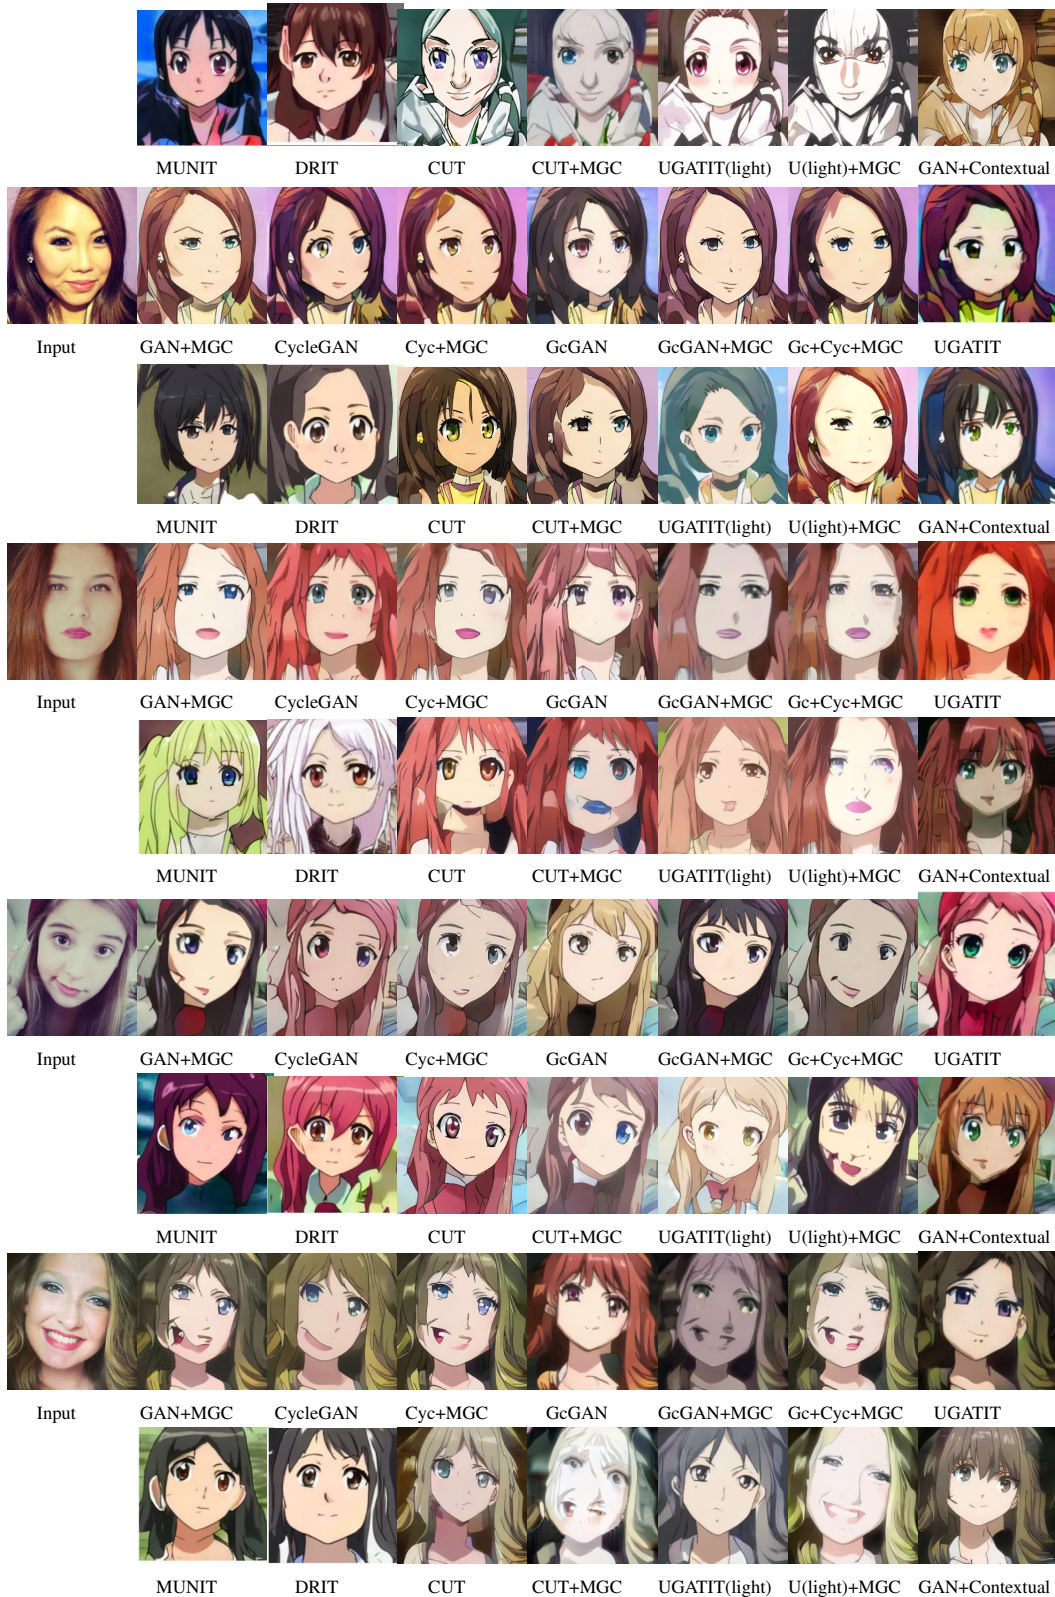 MUNIT DRIT CUT CUT+MGC UGATIT(light) U(light)+MGC GAN+Contextual
Input GAN+MGC CycleGAN Cyc+MGC GcGAN GcGAN+MGC Gc+Cyc+MGC UGATIT
MUNIT DRIT CUT CUT+MGC UGATIT(light) U(light)+MGC GAN+Contextual
Input GAN+MGC CycleGAN Cyc+MGC GcGAN GcGAN+MGC Gc+Cyc+MGC UGATIT
MUNIT DRIT CUT CUT+MGC UGATIT(light) U(light)+MGC GAN+Contextual
Input GAN+MGC CycleGAN Cyc+MGC GcGAN GcGAN+MGC Gc+Cyc+MGC UGATIT
MUNIT DRIT CUT CUT+MGC UGATIT(light) U(light)+MGC GAN+Contextual
Input GAN+MGC CycleGAN Cyc+MGC GcGAN GcGAN+MGC Gc+Cyc+MGC UGATIT
MUNIT DRIT CUT CUT+MGC UGATIT(light) U(light)+MGC GAN+Contextual